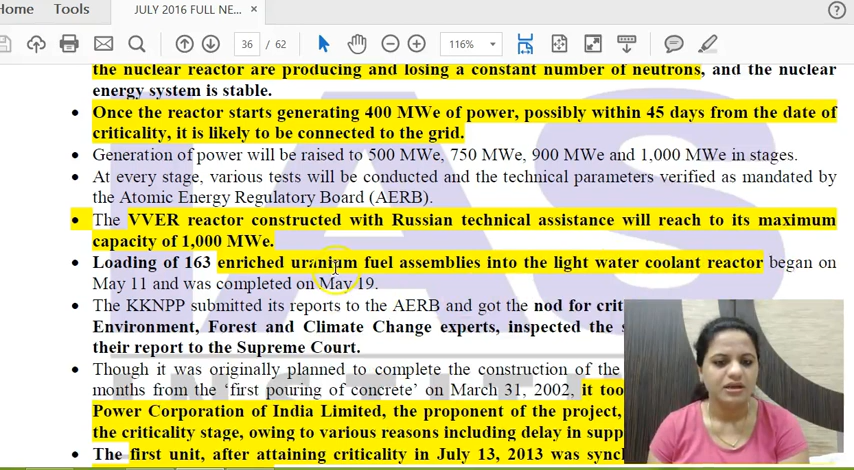 Home Tools JULY 2016 FULL NE... ×
36 / 62 116%
the nuclear reactor are producing and losing a constant number of neutrons, and the nuclear
energy system is stable.
• Once the reactor starts generating 400 MWe of power, possibly within 45 days from the date of
criticality, it is likely to be connected to the grid.
• Generation of power will be raised to 500 MWe, 750 MWe, 900 MWe and 1,000 MWe in stages.
• At every stage, various tests will be conducted and the technical parameters verified as mandated by
the Atomic Energy Regulatory Board (AERB).
• The VVER reactor constructed with Russian technical assistance will reach to its maximum
capacity of 1,000 MWe.
• Loading of 163 enriched uranium fuel assemblies into the light water coolant reactor began on
May 11 and was completed on May 19.
• The KKNPP submitted its reports to the AERB and got the nod for crit
Environment, Forest and Climate Change experts, inspected the s
their report to the Supreme Court.
• Though it was originally planned to complete the construction of the
months from the ‘first pouring of concrete’ on March 31, 2002, it too
Power Corporation of India Limited, the proponent of the project,
the criticality stage, owing to various reasons including delay in supp
• The first unit, after attaining criticality in July 13, 2013 was sync
IAS